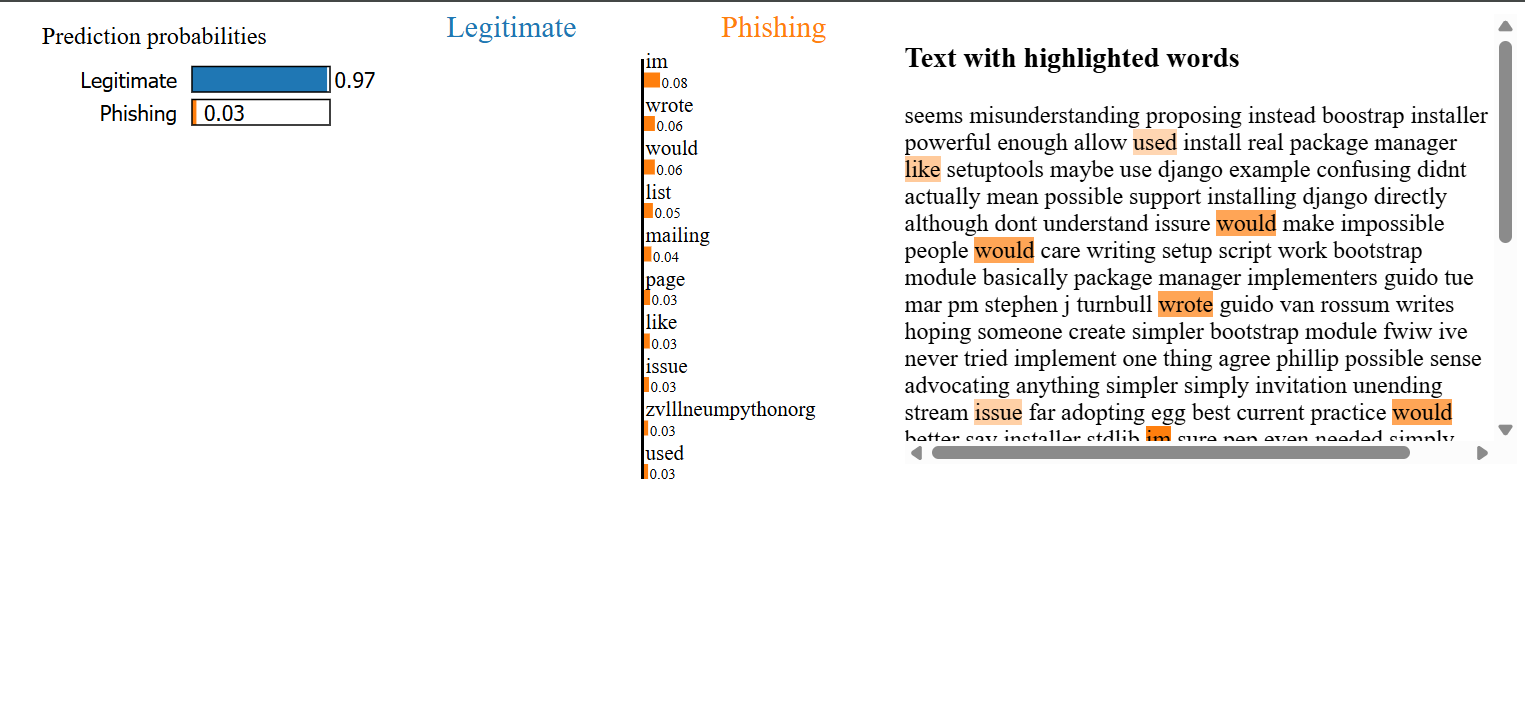 Prediction probabilities
Legitimate 0.97
Phishing 0.03
Legitimate Phishing
im
0.08
wrote
0.06
would
0.06
list
0.05
mailing
0.04
page
0.03
like
0.03
issue
0.03
zvlllneumpythonorg
0.03
used
0.03
Text with highlighted words
seems misunderstanding proposing instead boostrap installer
powerful enough allow used install real package manager
like setuptools maybe use django example confusing didnt
actually mean possible support installing django directly
although dont understand issure would make impossible
people would care writing setup script work bootstrap
module basically package manager implementers guido tue
mar pm stephen j turnbull wrote guido van rossum writes
hoping someone create simpler bootstrap module fwiw ive
never tried implement one thing agree phillip possible sense
advocating anything simpler simply invitation unending
stream issue far adopting egg best current practice would
better say installer stdlib im sure pep even needed simply